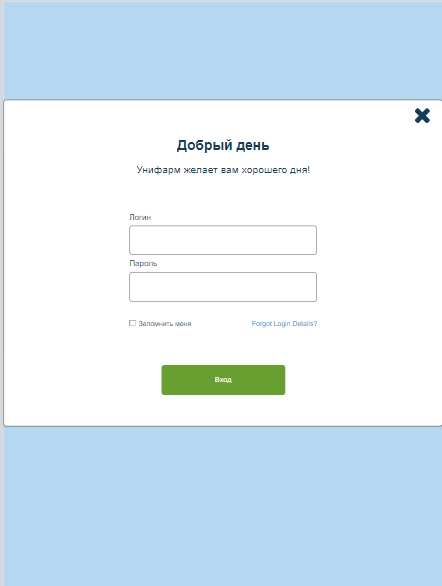 Добрый день
Унифарм желает вам хорошего дня!
Логин
Пароль
Запомнить меня
Forgot Login Details?
Вход